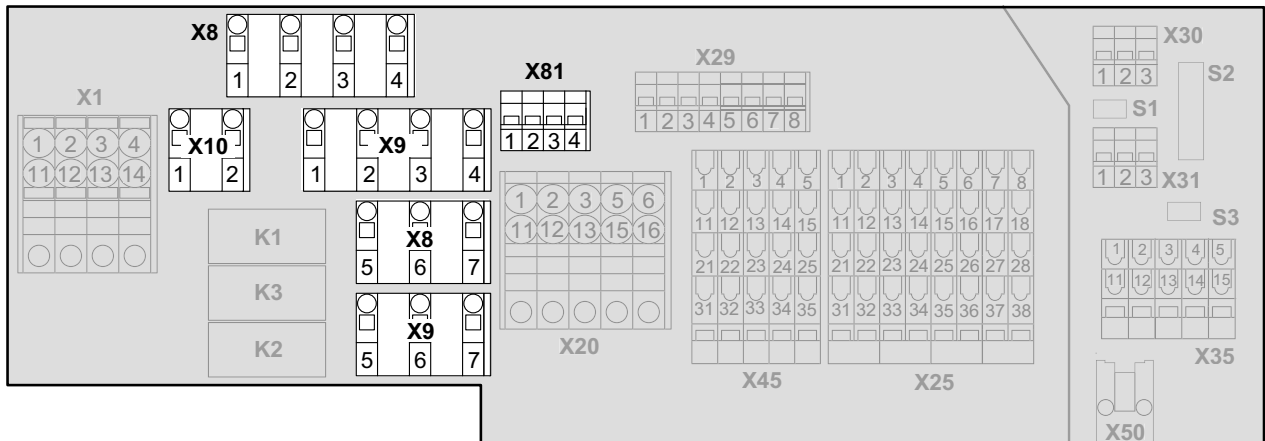 X8
1 2 3 4
X1
1 2 3 4
11 12 13 14
X10
1 2
X9
1 2 3 4
X81
1 2 3 4
X29
1 2 3 4 5 6 7 8
K1
K3
K2
X8
5 6 7
X9
5 6 7
1 2 3 5 6
11 12 13 15 16
X20
1 2 3 4 5
11 12 13 14 15
21 22 23 24 25
31 32 33 34 35
X45
1 2 3 4 5 6 7 8
11 12 13 14 15 16 17 18
21 22 23 24 25 26 27 28
31 32 33 34 35 36 37 38
X25
X30
1 2 3
S2
S1
1 2 3
X31
S3
1 2 3 4 5
11 12 13 14 15
X35
X50